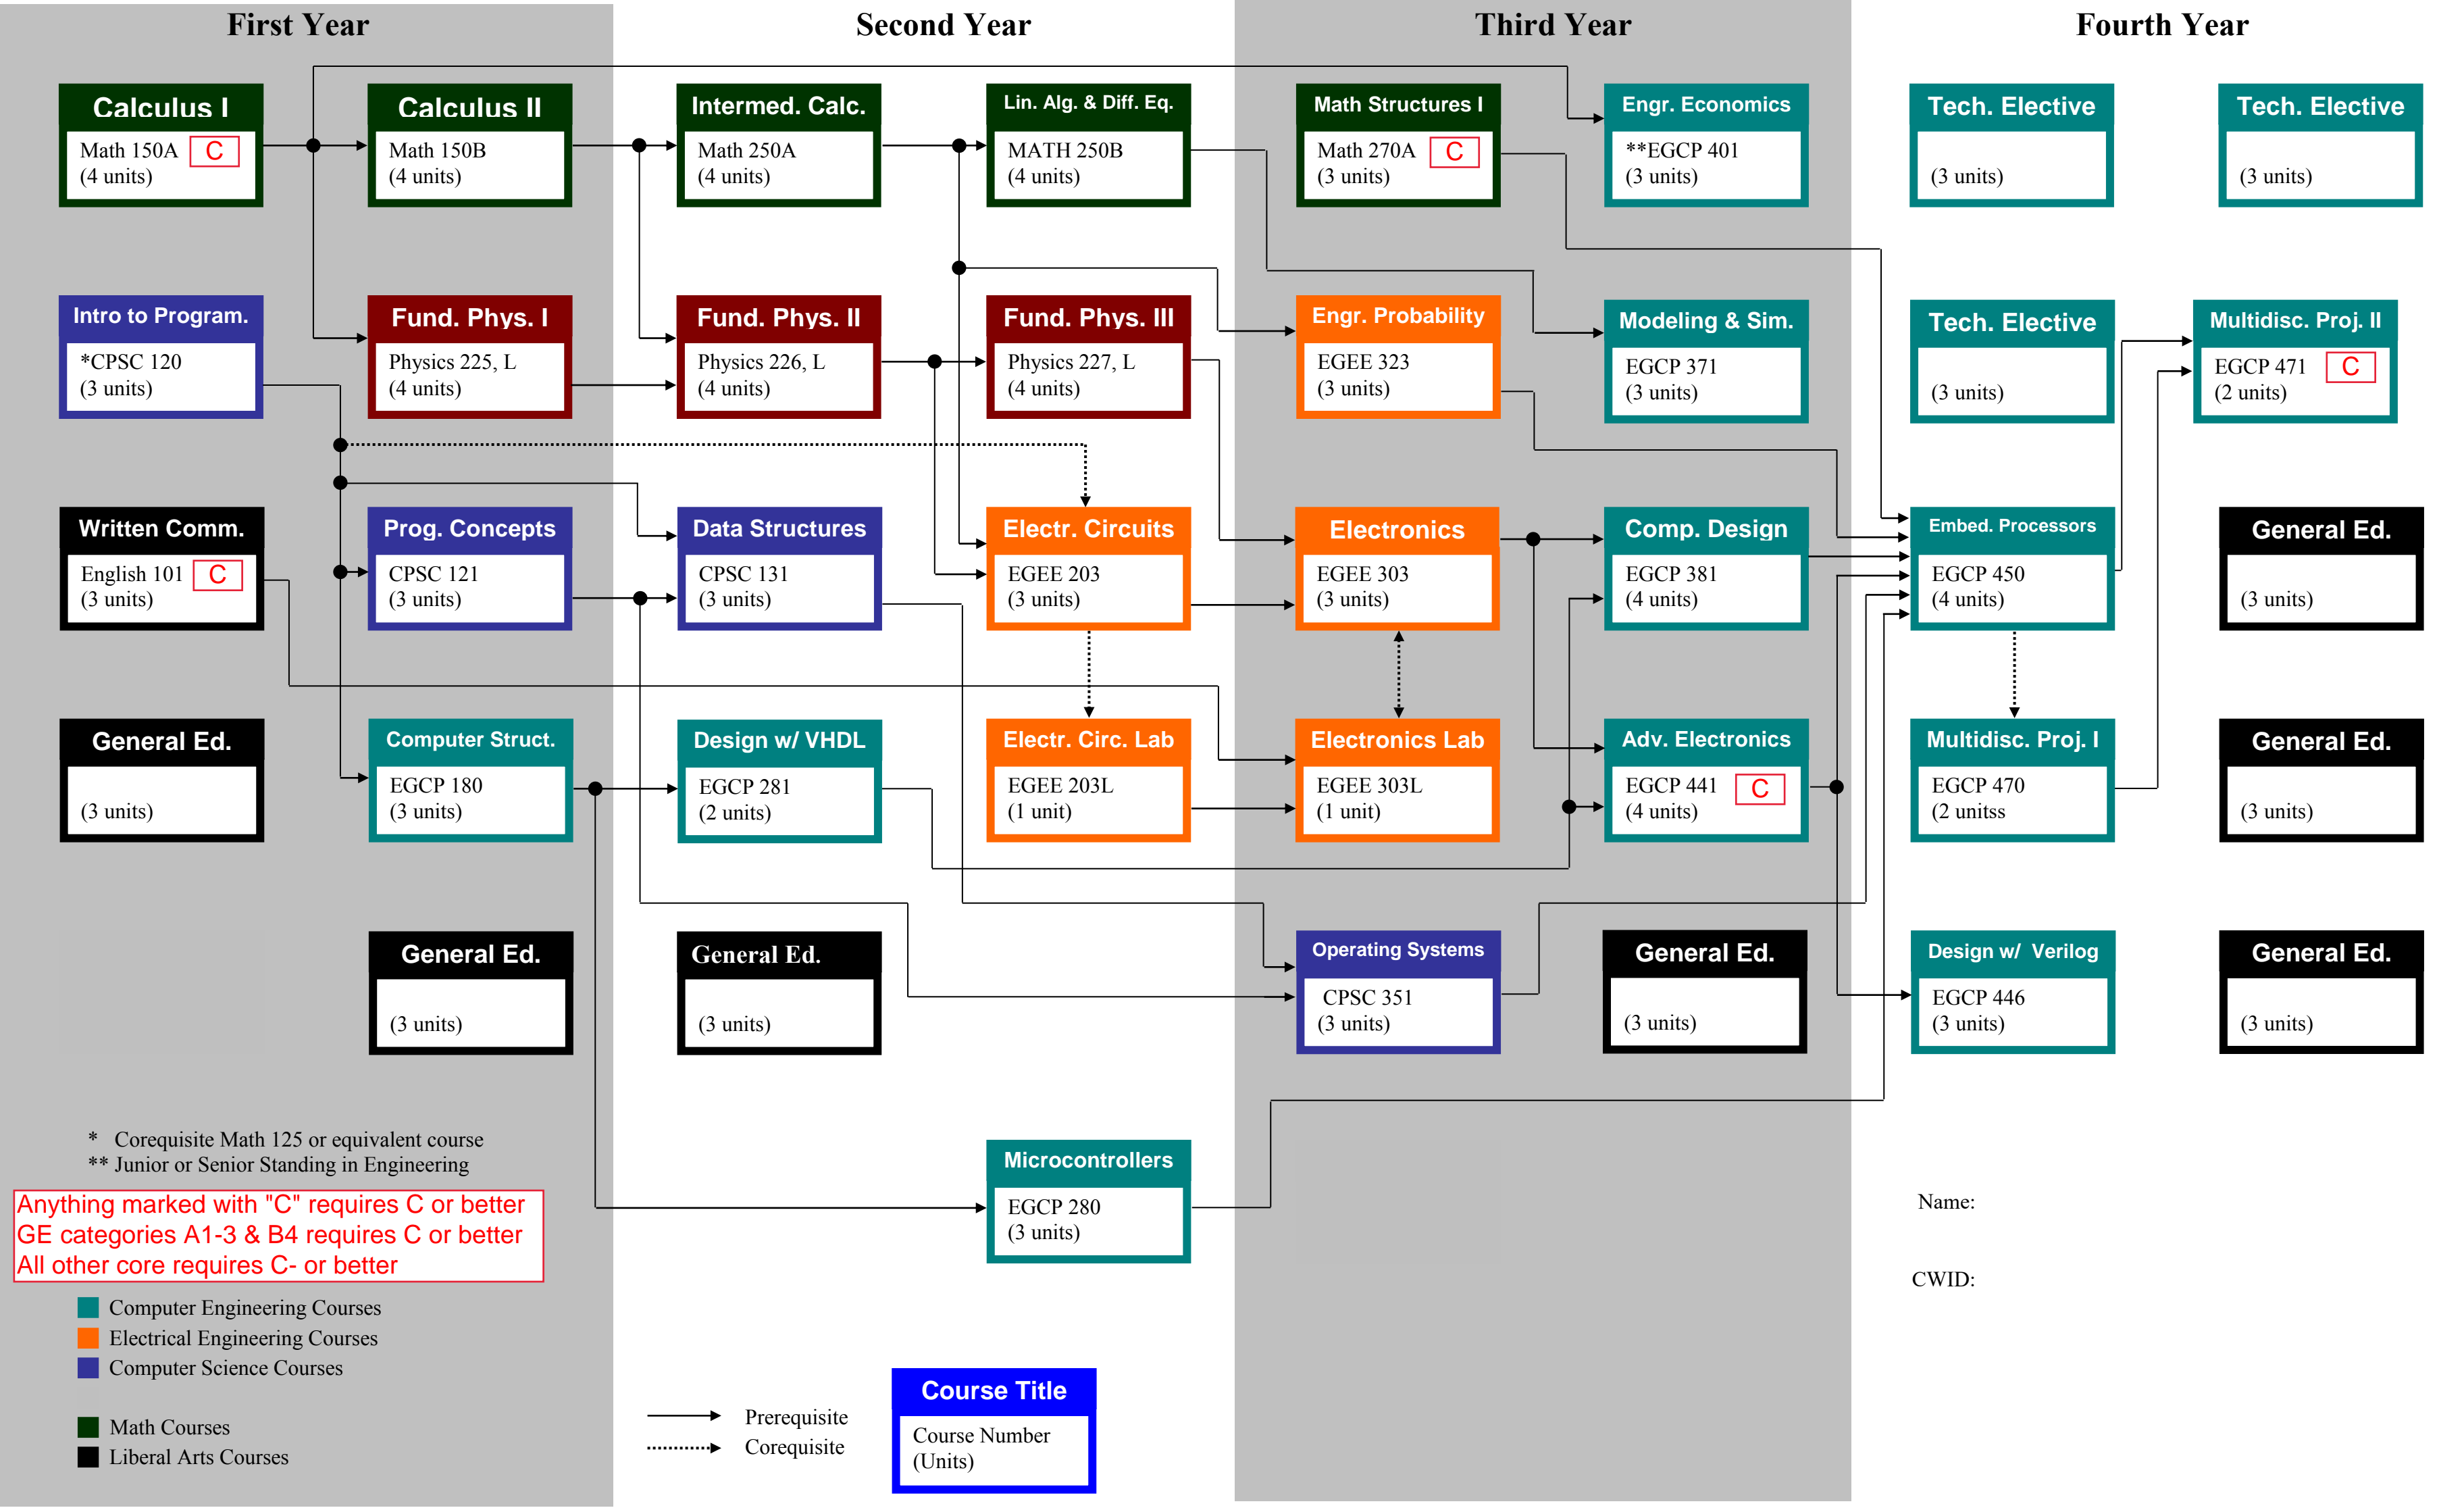 First Year
Second Year
Third Year
Fourth Year
Calculus I
Math 150A
C
(4 units)
Calculus II
Math 150B
(4 units)
Intermed. Calc.
Math 250A
(4 units)
Lin. Alg. & Diff. Eq.
MATH 250B
(4 units)
Math Structures I
Math 270A
C
(3 units)
Engr. Economics
**EGCP 401
(3 units)
Tech. Elective
(3 units)
Tech. Elective
(3 units)
Intro to Program.
*CPSC 120
(3 units)
Fund. Phys. I
Physics 225, L
(4 units)
Fund. Phys. II
Physics 226, L
(4 units)
Fund. Phys. III
Physics 227, L
(4 units)
Engr. Probability
EGEE 323
(3 units)
Modeling & Sim.
EGCP 371
(3 units)
Tech. Elective
(3 units)
Multidisc. Proj. II
EGCP 471
C
(2 units)
Written Comm.
English 101
C
(3 units)
Prog. Concepts
CPSC 121
(3 units)
Data Structures
CPSC 131
(3 units)
Electr. Circuits
EGEE 203
(3 units)
Electronics
EGEE 303
(3 units)
Comp. Design
EGCP 381
(4 units)
Embed. Processors
EGCP 450
(4 units)
General Ed.
(3 units)
General Ed.
(3 units)
Computer Struct.
EGCP 180
(3 units)
Design w/ VHDL
EGCP 281
(2 units)
Electr. Circ. Lab
EGEE 203L
(1 unit)
Electronics Lab
EGEE 303L
(1 unit)
Adv. Electronics
EGCP 441
C
(4 units)
Multidisc. Proj. I
EGCP 470
(2 unitss
General Ed.
(3 units)
General Ed.
(3 units)
General Ed.
(3 units)
Operating Systems
CPSC 351
(3 units)
General Ed.
(3 units)
Design w/ Verilog
EGCP 446
(3 units)
General Ed.
(3 units)
* Corequisite Math 125 or equivalent course
** Junior or Senior Standing in Engineering
Microcontrollers
EGCP 280
(3 units)
Name:
CWID:
Anything marked with "C" requires C or better
GE categories A1-3 & B4 requires C or better
All other core requires C- or better
Computer Engineering Courses
Electrical Engineering Courses
Computer Science Courses
Math Courses
Liberal Arts Courses
Prerequisite
Corequisite
Course Title
Course Number
(Units)